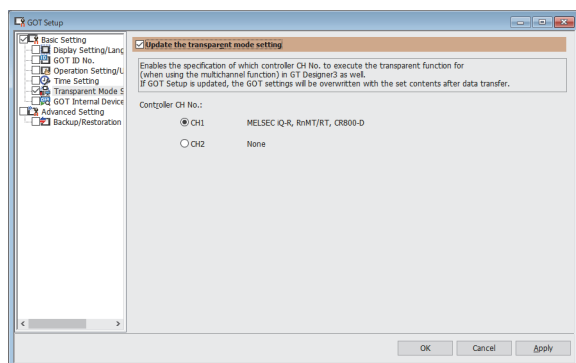 GOT Setup
Basic Setting
Display Setting/Lang
GOT ID No.
Operation Setting/U
Time Setting
Transparent Mode S
GOT Internal Device
Advanced Setting
Backup/Restoration
Update the transparent mode setting
Enables the specification of which controller CH No. to execute the transparent function for
(when using the multichannel function) in GT Designer3 as well.
If GOT Setup is updated, the GOT settings will be overwritten with the set contents after data transfer.
Controller CH No.:
CH1 MELSEC iQ-R, RnMT/RT, CR800-D
CH2 None
OK Cancel Apply